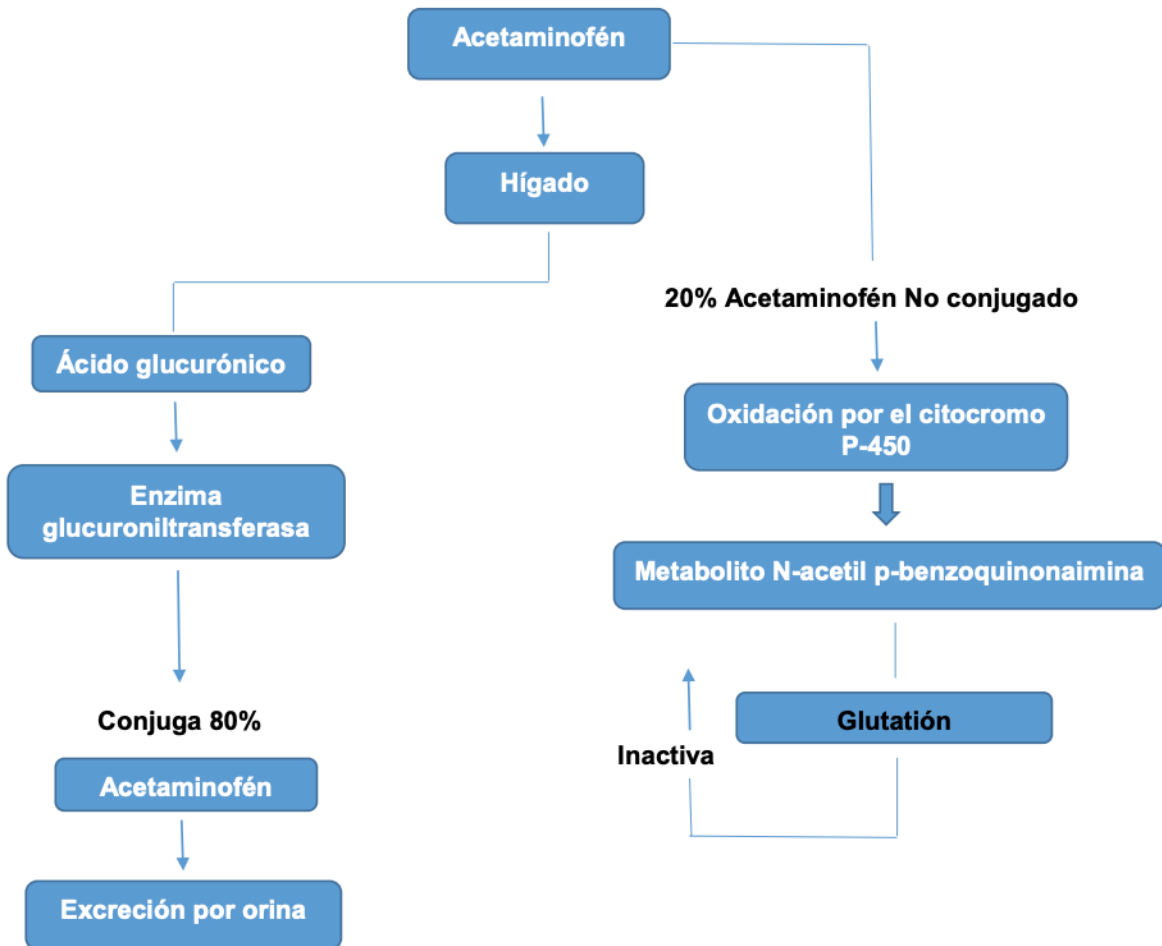 Acetaminofén
Hígado
20% Acetaminofén No conjugado
Ácido glucurónico
Oxidación por el citocromo
P-450
Enzima
glucuroniltransferasa
Metabolito N-acetil p-benzoquinonaimina
Conjuga 80%
Glutatión
Inactiva
Acetaminofén
Excreción por orina